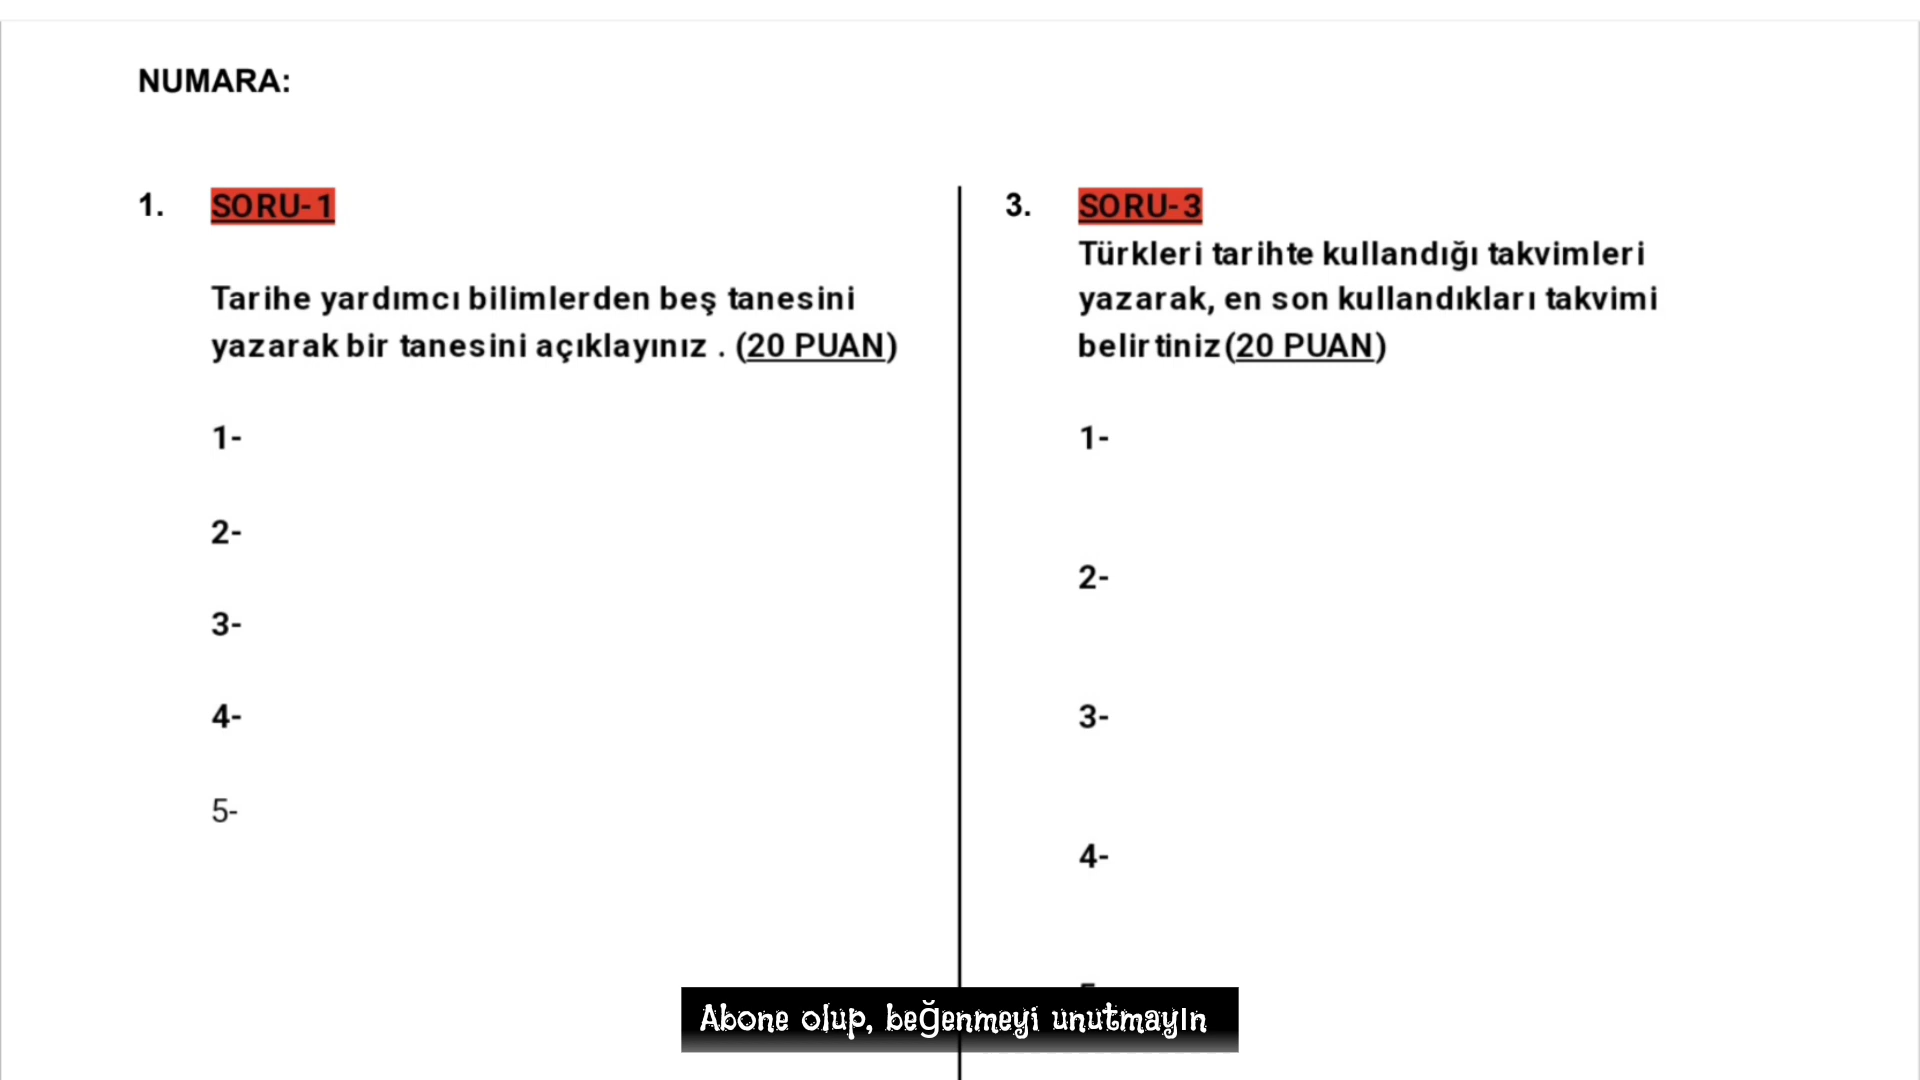 NUMARA:
1. SORU-1
Tarihe yardımcı bilimlerden beş tanesini
yazarak bir tanesini açıklayınız . (20 PUAN)
1-
2-
3-
4-
5-
3. SORU-3
Türkleri tarihte kullandığı takvimleri
yazarak, en son kullandıkları takvimi
belirtiniz(20 PUAN)
1-
2-
3-
4-
Abone olup, beğenmeyi unutmayın